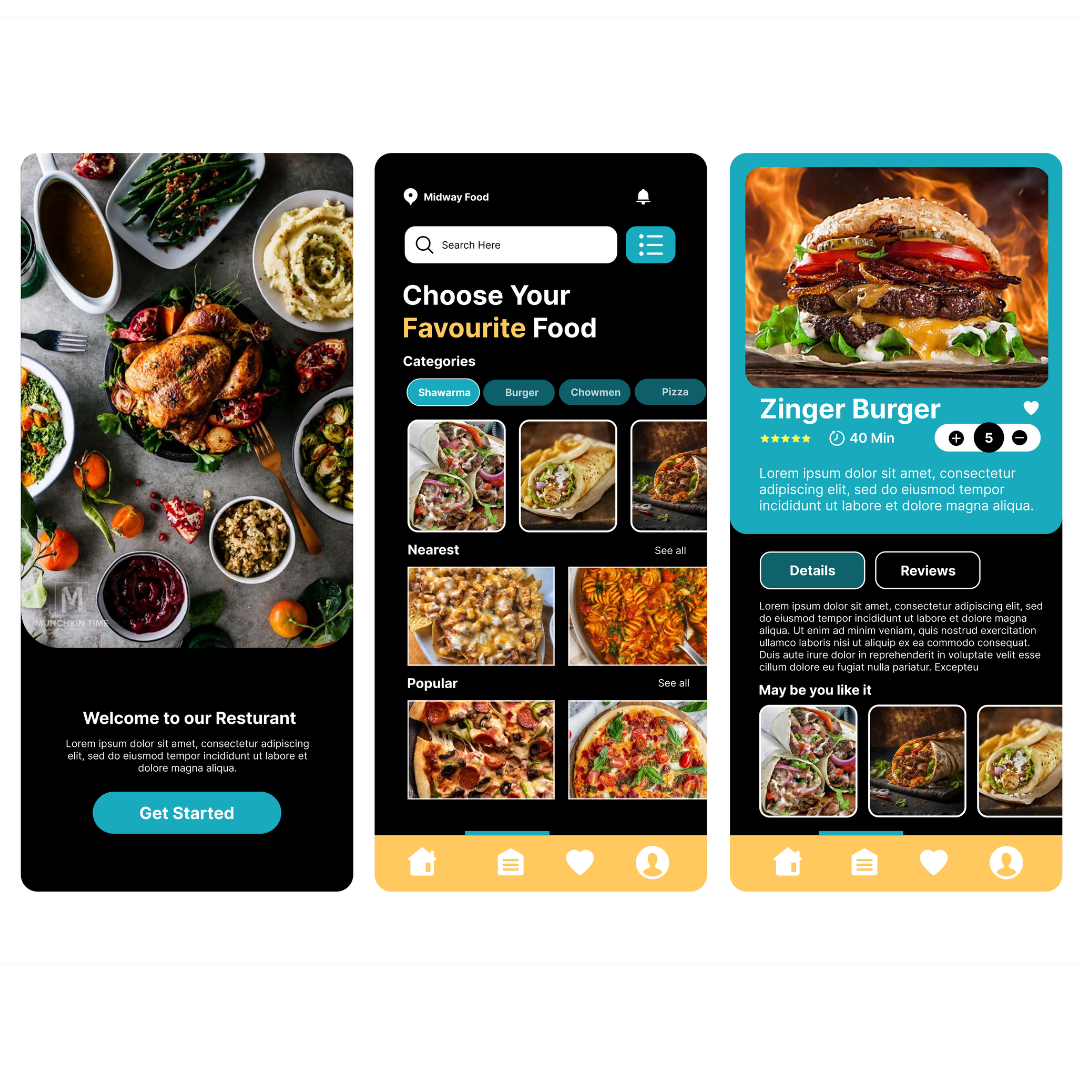 M
MUNCHKIN TIME
Welcome to our Resturant
Lorem ipsum dolor sit amet, consectetur adipiscing
elit, sed do eiusmod tempor incididunt ut labore et
dolore magna aliqua.
Get Started
Midway Food
Search Here
Choose Your
Favourite Food
Categories
Shawarma Burger Chowmen Pizza
Nearest See all
Popular See all
Zinger Burger
40 Min 5
Lorem ipsum dolor sit amet, consectetur
adipiscing elit, sed do eiusmod tempor
incididunt ut labore et dolore magna aliqua.
Details Reviews
Lorem ipsum dolor sit amet, consectetur adipiscing elit, sed
do eiusmod tempor incididunt ut labore et dolore magna
aliqua. Ut enim ad minim veniam, quis nostrud exercitation
ullamco laboris nisi ut aliquip ex ea commodo consequat.
Duis aute irure dolor in reprehenderit in voluptate velit esse
cillum dolore eu fugiat nulla pariatur. Excepteu
May be you like it